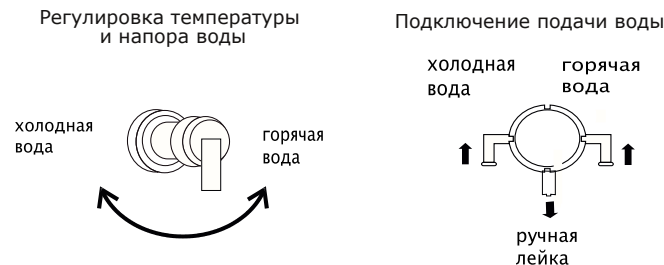 Регулировка температуры
и напора воды
холодная
вода
горячая
вода
Подключение подачи воды
холодная
вода
горячая
вода
ручная
лейка